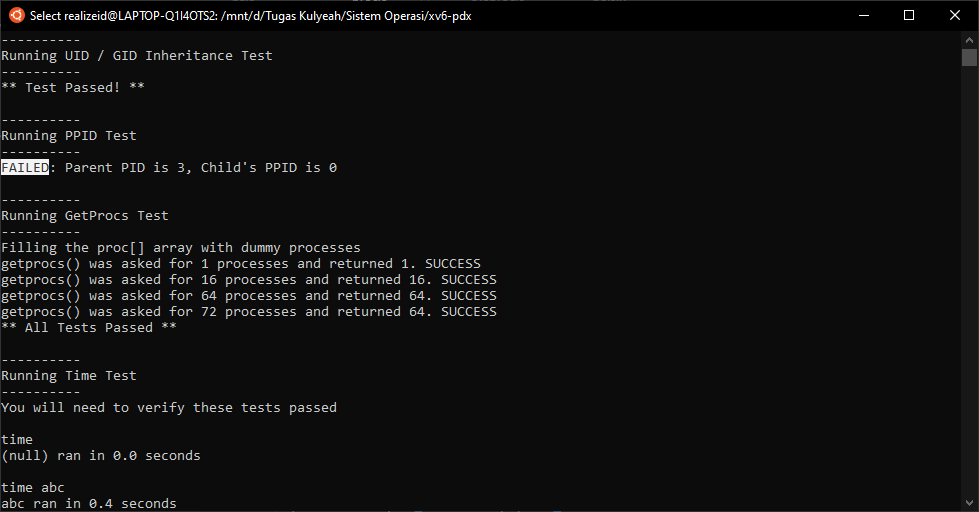 Select realizeid@LAPTOP-Q1I4OTS2: /mnt/d/Tugas Kulyeah/Sistem Operasi/xv6-pdx
----------
Running UID / GID Inheritance Test
----------
** Test Passed! **
----------
Running PPID Test
----------
FAILED: Parent PID is 3, Child's PPID is 0
----------
Running GetProcs Test
----------
Filling the proc[] array with dummy processes
getprocs() was asked for 1 processes and returned 1. SUCCESS
getprocs() was asked for 16 processes and returned 16. SUCCESS
getprocs() was asked for 64 processes and returned 64. SUCCESS
getprocs() was asked for 72 processes and returned 64. SUCCESS
** All Tests Passed **
----------
Running Time Test
----------
You will need to verify these tests passed
time
(null) ran in 0.0 seconds
time abc
abc ran in 0.4 seconds